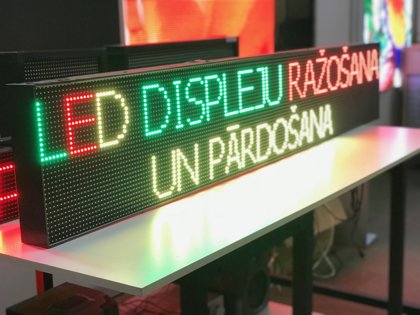 LED DISPLEJU RAŽOŠANA
UN PĀRDOŠANA